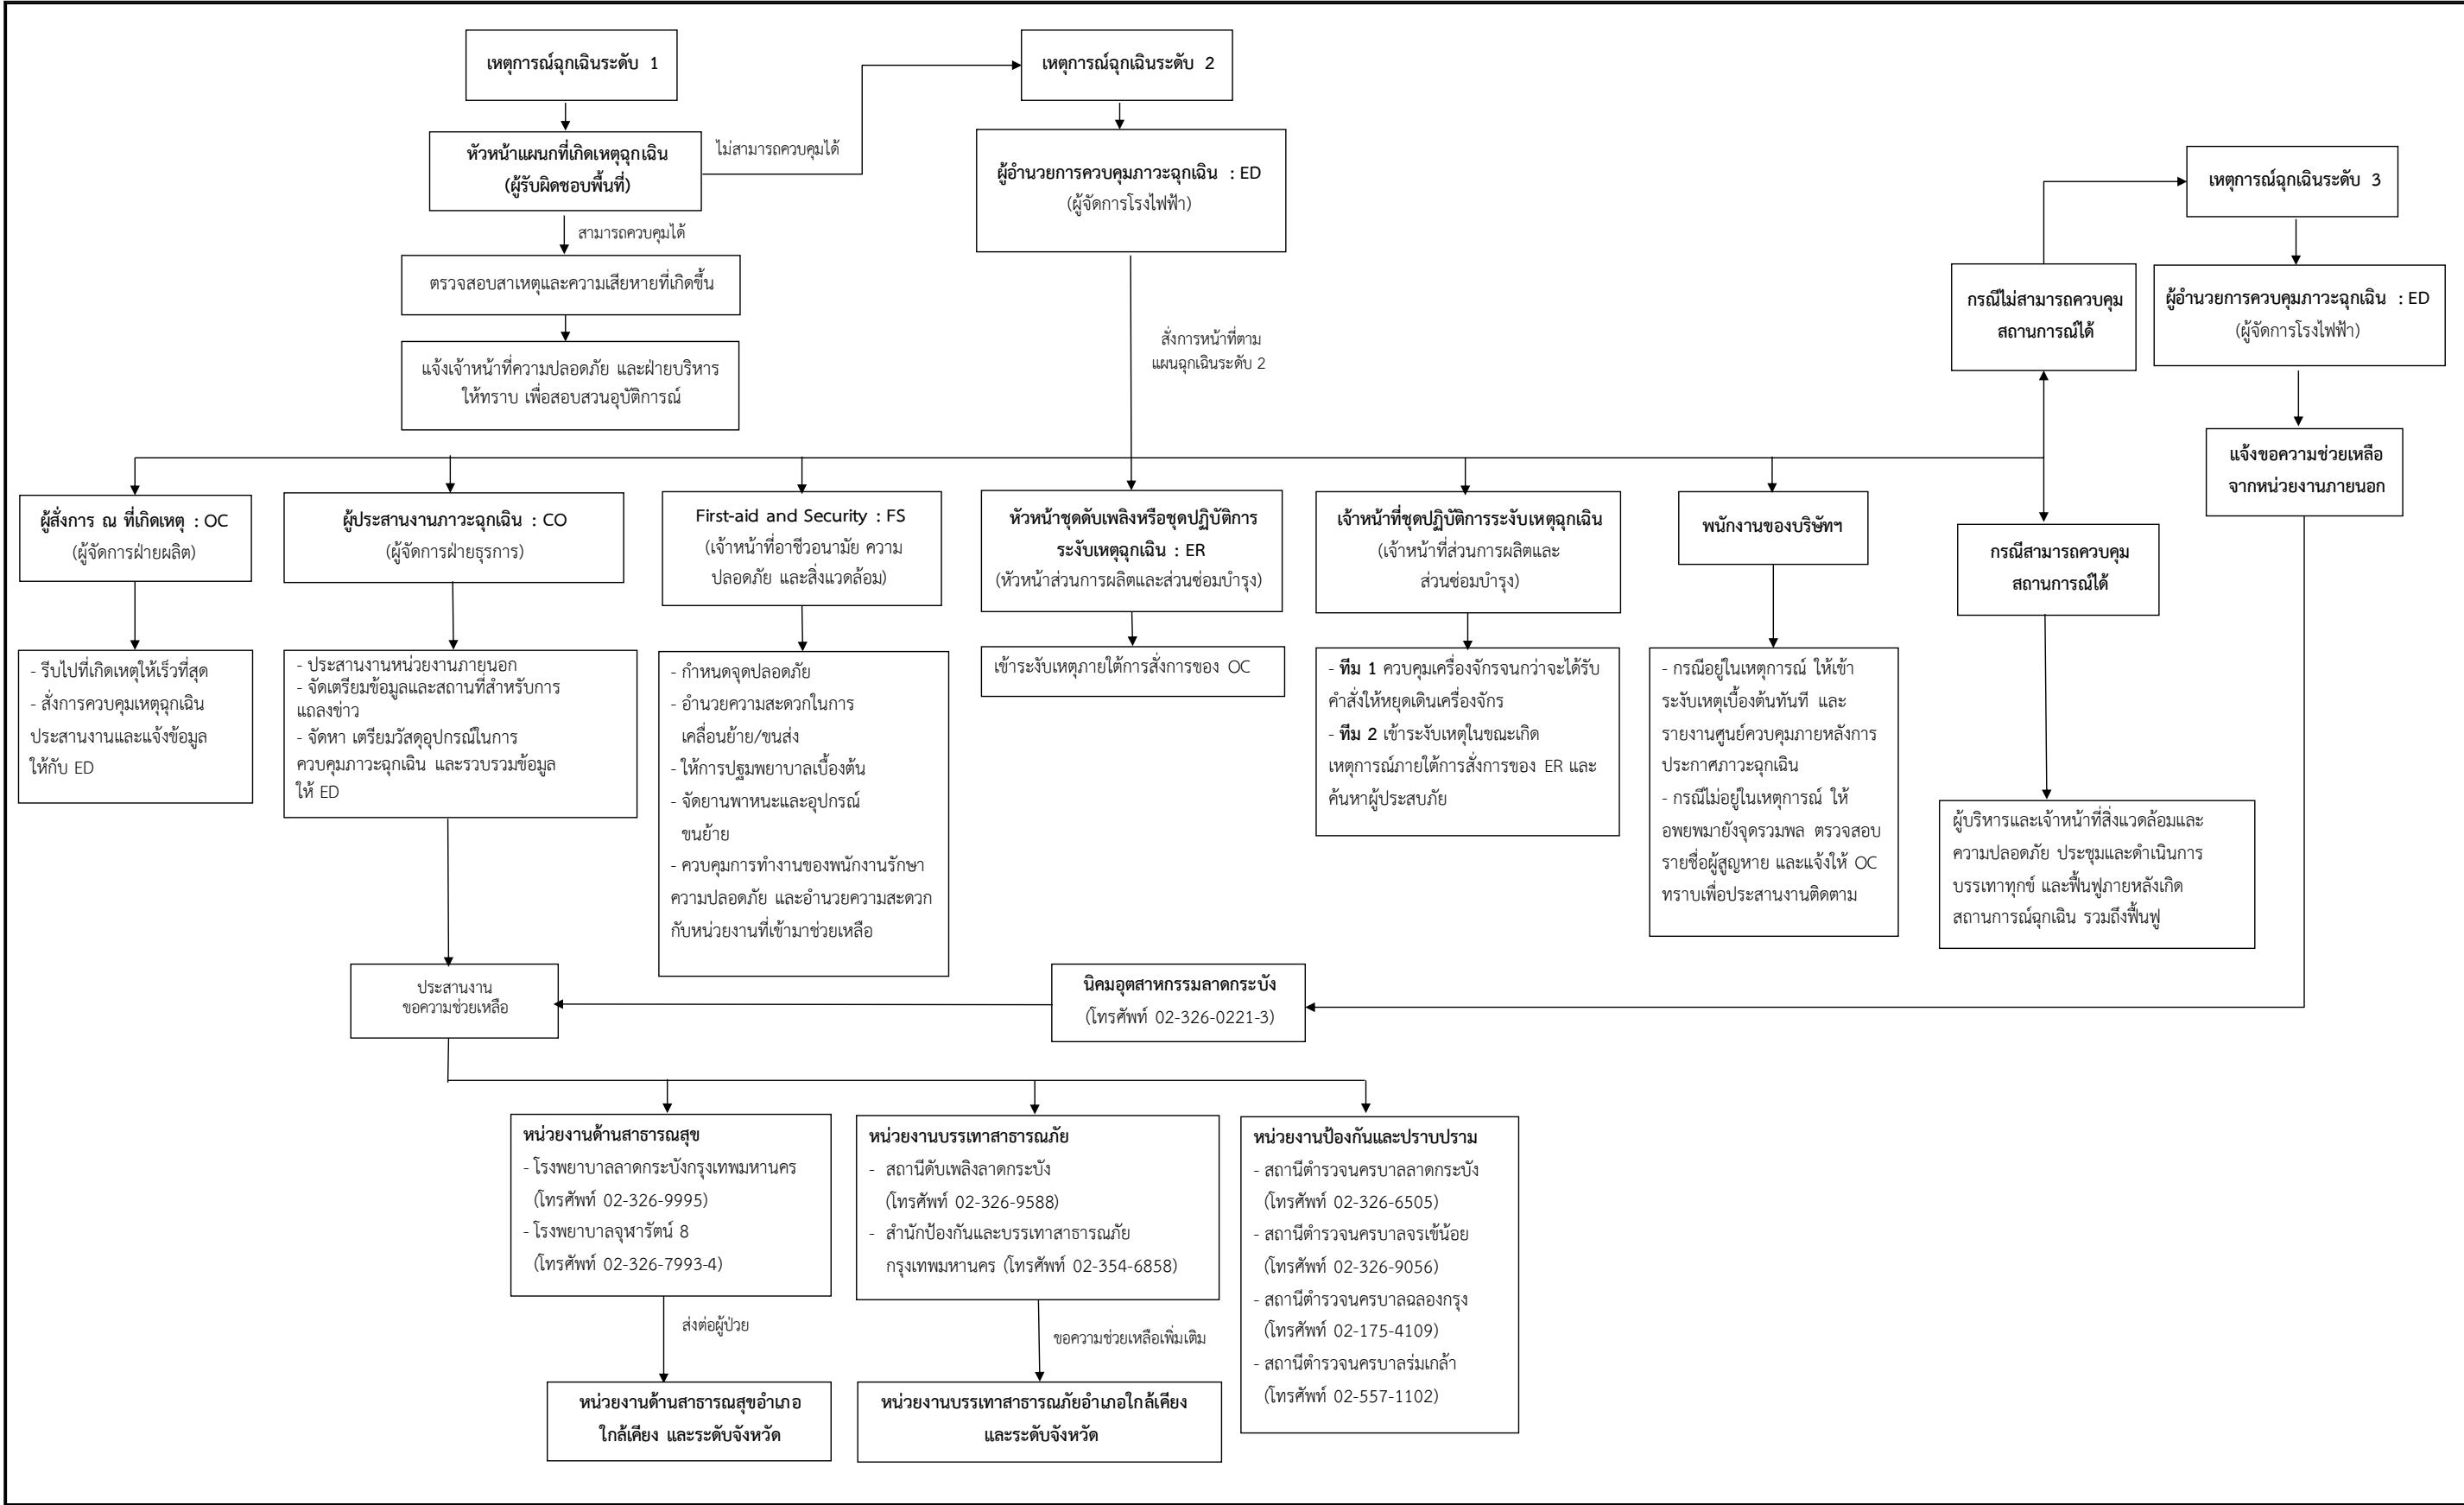 เหตุการณ์ฉุกเฉินระดับ 1
เหตุการณ์ฉุกเฉินระดับ 2
หัวหน้าแผนกที่เกิดเหตุฉุกเฉิน
(ผู้รับผิดชอบพื้นที่)
ไม่สามารถควบคุมได้
ผู้อำนวยการควบคุมภาวะฉุกเฉิน : ED
(ผู้จัดการโรงไฟฟ้า)
เหตุการณ์ฉุกเฉินระดับ 3
สามารถควบคุมได้
ตรวจสอบสาเหตุและความเสียหายที่เกิดขึ้น
กรณีไม่สามารถควบคุม
สถานการณ์ได้
ผู้อำนวยการควบคุมภาวะฉุกเฉิน : ED
(ผู้จัดการโรงไฟฟ้า)
สั่งการหน้าที่ตาม
แผนฉุกเฉินระดับ 2
แจ้งเจ้าหน้าที่ความปลอดภัย และฝ่ายบริหาร
ให้ทราบ เพื่อสอบสวนอุบัติการณ์
แจ้งขอความช่วยเหลือ
จากหน่วยงานภายนอก
ผู้สั่งการ ณ ที่เกิดเหตุ : OC
(ผู้จัดการฝ่ายผลิต)
ผู้ประสานงานภาวะฉุกเฉิน : CO
(ผู้จัดการฝ่ายธุรการ)
First-aid and Security : FS
(เจ้าหน้าที่อาชีวอนามัย ความ
ปลอดภัย และสิ่งแวดล้อม)
หัวหน้าชุดดับเพลิงหรือชุดปฏิบัติการ
ระงับเหตุฉุกเฉิน : ER
(หัวหน้าส่วนการผลิตและส่วนซ่อมบำรุง)
เจ้าหน้าที่ชุดปฏิบัติการระงับเหตุฉุกเฉิน
(เจ้าหน้าที่ส่วนการผลิตและ
ส่วนซ่อมบำรุง)
พนักงานของบริษัทฯ
กรณีสามารถควบคุม
สถานการณ์ได้
- รีบไปที่เกิดเหตุให้เร็วที่สุด
- สั่งการควบคุมเหตุฉุกเฉิน
ประสานงานและแจ้งข้อมูล
ให้กับ ED
- ประสานงานหน่วยงานภายนอก
- จัดเตรียมข้อมูลและสถานที่สำหรับการ
แถลงข่าว
- จัดหา เตรียมวัสดุอุปกรณ์ในการ
ควบคุมภาวะฉุกเฉิน และรวบรวมข้อมูล
ให้ ED
- กำหนดจุดปลอดภัย
- อำนวยความสะดวกในการ
เคลื่อนย้าย/ขนส่ง
- ให้การปฐมพยาบาลเบื้องต้น
- จัดยานพาหนะและอุปกรณ์
ขนย้าย
- ควบคุมการทำงานของพนักงานรักษา
ความปลอดภัย และอำนวยความสะดวก
กับหน่วยงานที่เข้ามาช่วยเหลือ
เข้าระงับเหตุภายใต้การสั่งการของ OC
- ทีม 1 ควบคุมเครื่องจักรจนกว่าจะได้รับ
คำสั่งให้หยุดเดินเครื่องจักร
- ทีม 2 เข้าระงับเหตุในขณะเกิด
เหตุการณ์ภายใต้การสั่งการของ ER และ
ค้นหาผู้ประสบภัย
- กรณีอยู่ในเหตุการณ์ ให้เข้า
ระงับเหตุเบื้องต้นทันที และ
รายงานศูนย์ควบคุมภายหลังการ
ประกาศภาวะฉุกเฉิน
- กรณีไม่อยู่ในเหตุการณ์ ให้
อพยพมายังจุดรวมพล ตรวจสอบ
รายชื่อผู้สูญหาย และแจ้งให้ OC
ทราบเพื่อประสานงานติดตาม
ผู้บริหารและเจ้าหน้าที่สิ่งแวดล้อมและ
ความปลอดภัย ประชุมและดำเนินการ
บรรเทาทุกข์ และฟื้นฟูภายหลังเกิด
สถานการณ์ฉุกเฉิน รวมถึงฟื้นฟู
ประสานงาน
ขอความช่วยเหลือ
นิคมอุตสาหกรรมลาดกระบัง
(โทรศัพท์ 02-326-0221-3)
หน่วยงานด้านสาธารณสุข
- โรงพยาบาลลาดกระบังกรุงเทพมหานคร
(โทรศัพท์ 02-326-9995)
- โรงพยาบาลจุฬารัตน์ 8
(โทรศัพท์ 02-326-7993-4)
หน่วยงานบรรเทาสาธารณภัย
- สถานีดับเพลิงลาดกระบัง
(โทรศัพท์ 02-326-9588)
- สำนักป้องกันและบรรเทาสาธารณภัย
กรุงเทพมหานคร (โทรศัพท์ 02-354-6858)
หน่วยงานป้องกันและปราบปราม
- สถานีตำรวจนครบาลลาดกระบัง
(โทรศัพท์ 02-326-6505)
- สถานีตำรวจนครบาลจรเข้น้อย
(โทรศัพท์ 02-326-9056)
- สถานีตำรวจนครบาลฉลองกรุง
(โทรศัพท์ 02-175-4109)
- สถานีตำรวจนครบาลร่มเกล้า
(โทรศัพท์ 02-557-1102)
ส่งต่อผู้ป่วย
ขอความช่วยเหลือเพิ่มเติม
หน่วยงานด้านสาธารณสุขอำเภอ
ใกล้เคียง และระดับจังหวัด
หน่วยงานบรรเทาสาธารณภัยอำเภอใกล้เคียง
และระดับจังหวัด